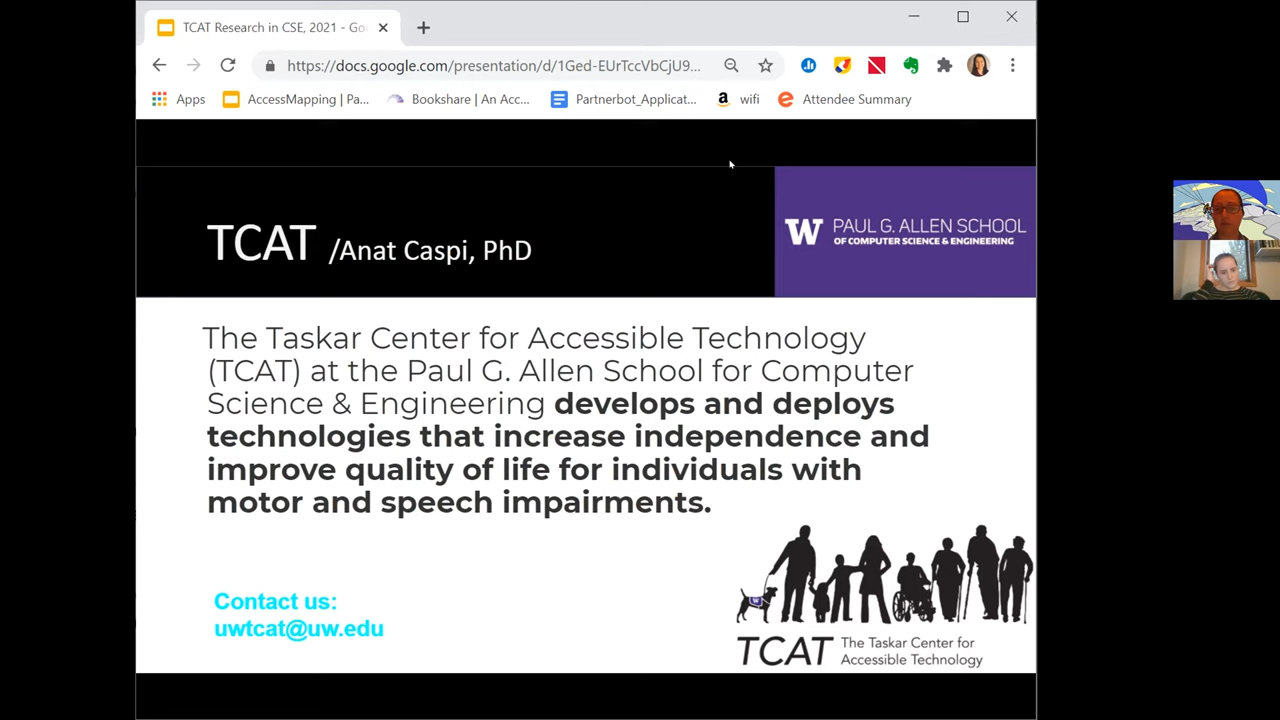 TCAT Research in CSE, 2021 - Go
https://docs.google.com/presentation/d/1Ged-EUrTccVbCjU9...
Apps
AccessMapping | Pa...
Bookshare | An Acc...
Partnerbot_Applicat...
wifi
Attendee Summary
TCAT /Anat Caspi, PhD
W PAUL G. ALLEN SCHOOL
OF COMPUTER SCIENCE & ENGINEERING
The Taskar Center for Accessible Technology
(TCAT) at the Paul G. Allen School for Computer
Science & Engineering develops and deploys
technologies that increase independence and
improve quality of life for individuals with
motor and speech impairments.
Contact us:
uwtcat@uw.edu
W
TCAT The Taskar Center for
Accessible Technology